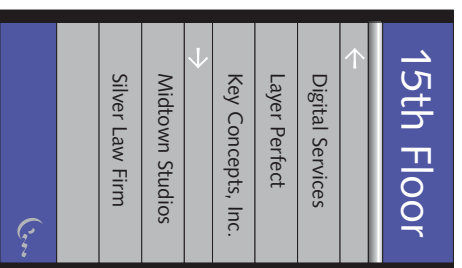 15th Floor
Digital Services
Layer Perfect
Key Concepts, Inc.
Midtown Studios
Silver Law Firm